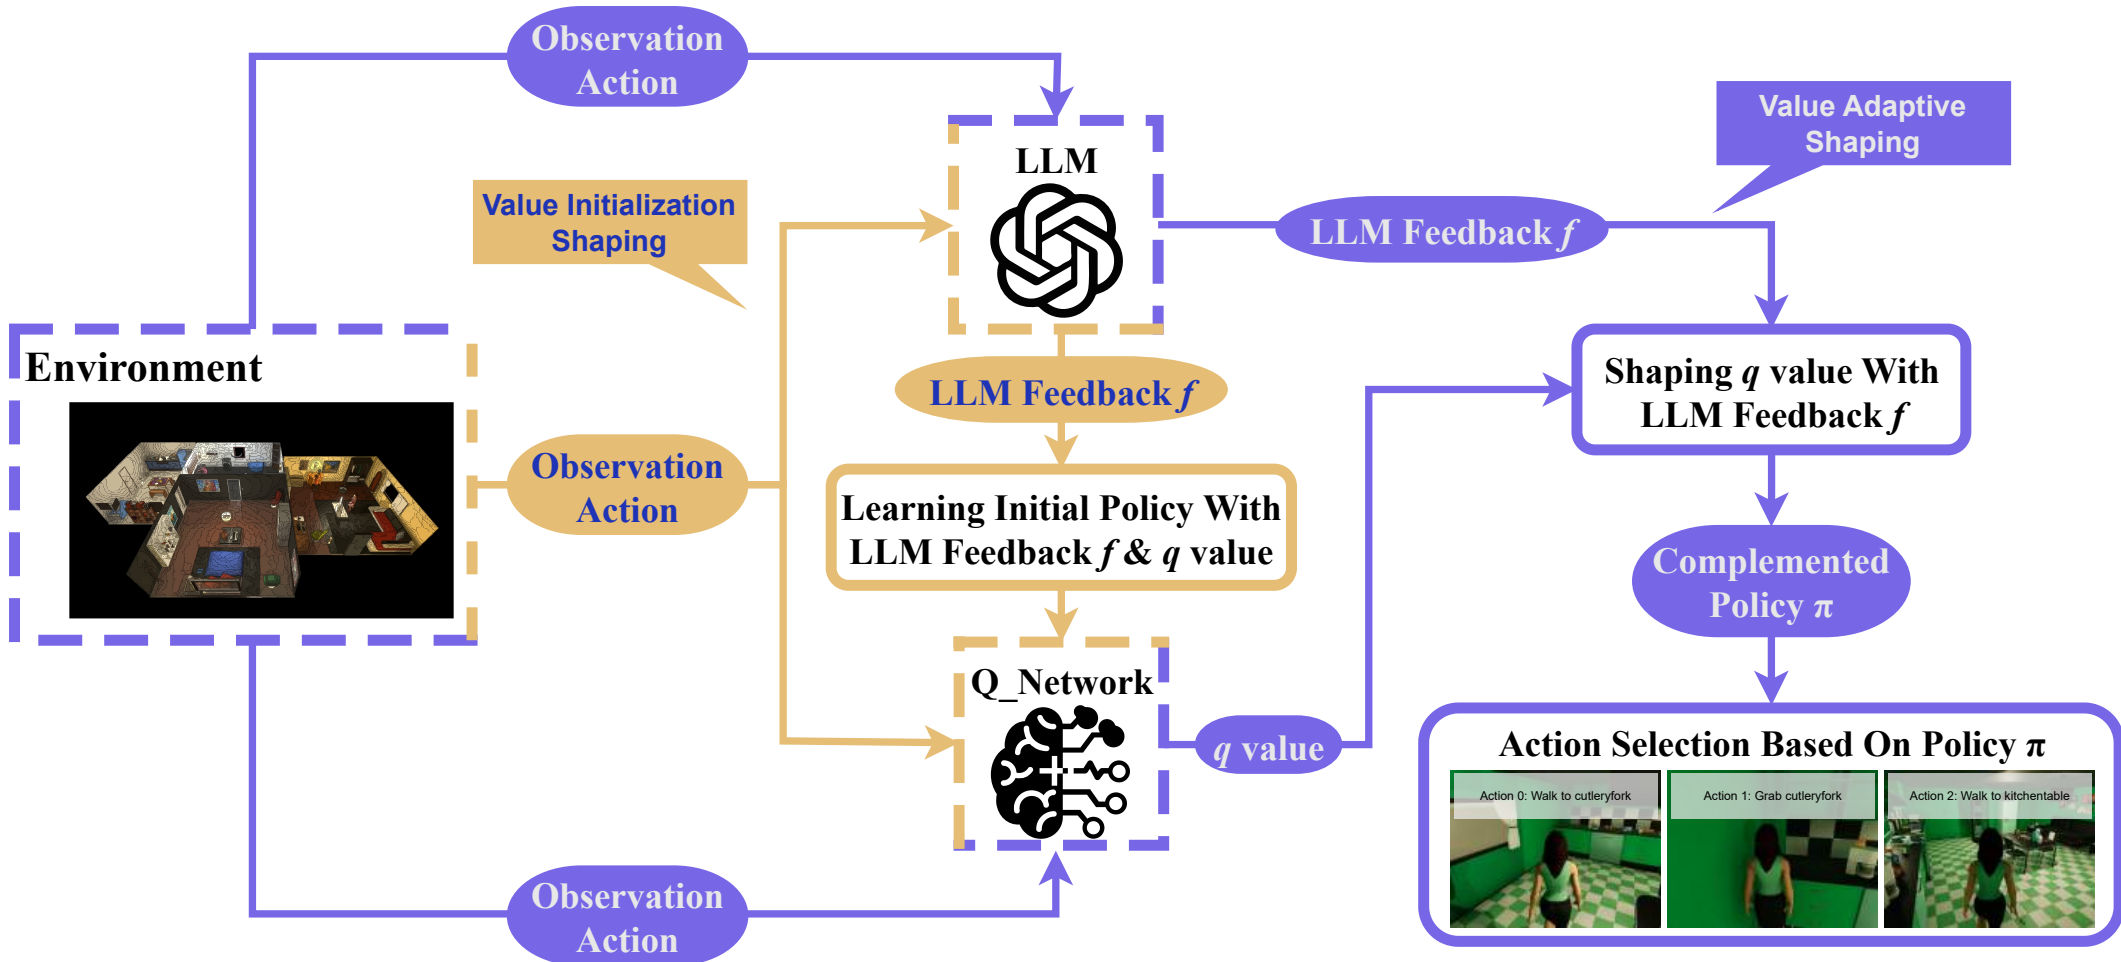 Observation
Action
Value Adaptive
Shaping
LLM
Value Initialization
Shaping
LLM Feedback f
Environment
LLM Feedback f
Shaping q value With
LLM Feedback f
Observation
Action
Learning Initial Policy With
LLM Feedback f & q value
Complemented
Policy π
Q_Network
q value
Action Selection Based On Policy π
Action 0: Walk to cutleryfork
Action 1: Grab cutleryfork
Action 2: Walk to kitchentable
Observation
Action